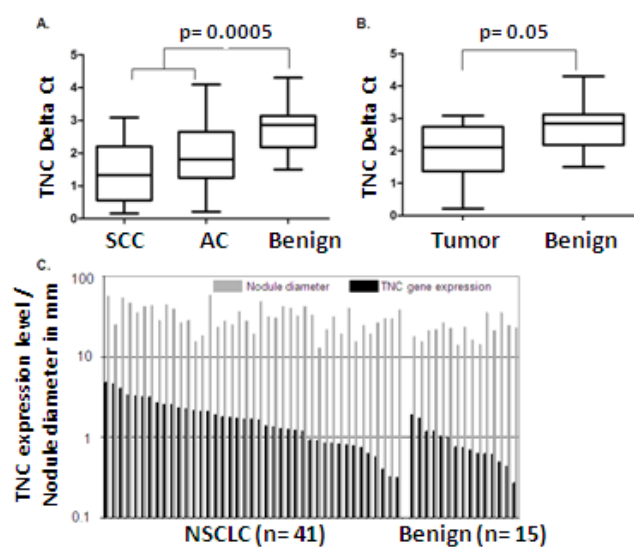 A.
p= 0.0005
TNC Delta Ct
5
4
3
2
1
0
SCC AC Benign
B.
p= 0.05
TNC Delta Ct
5
4
3
2
1
0
Tumor Benign
C.
TNC expression level /
Nodule diameter in mm
100
10
1
0.1
Nodule diameter TNC gene expression
NSCLC (n= 41) Benign (n= 15)